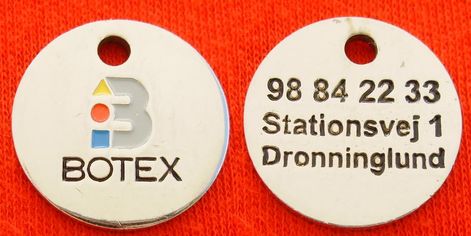 BOTEX
98 84 22 33
Stationsvej 1
Dronninglund